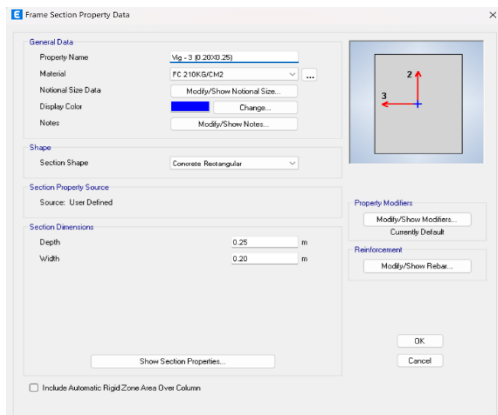 E Frame Section Property Data
General Data
Property Name Vig - 3 (0.20X0.25)
Material FC 210KG/CM2 ...
Notional Size Data Modify/Show Notional Size...
Display Color Change...
Notes Modify/Show Notes...
2
3
Shape
Section Shape Concrete Rectangular
Section Property Source
Source: User Defined
Section Dimensions
Depth 0.25 m
Width 0.20 m
Show Section Properties...
Include Automatic Rigid Zone Area Over Column
Property Modifiers
Modify/Show Modifiers...
Currently Default
Reinforcement
Modify/Show Rebar...
OK
Cancel